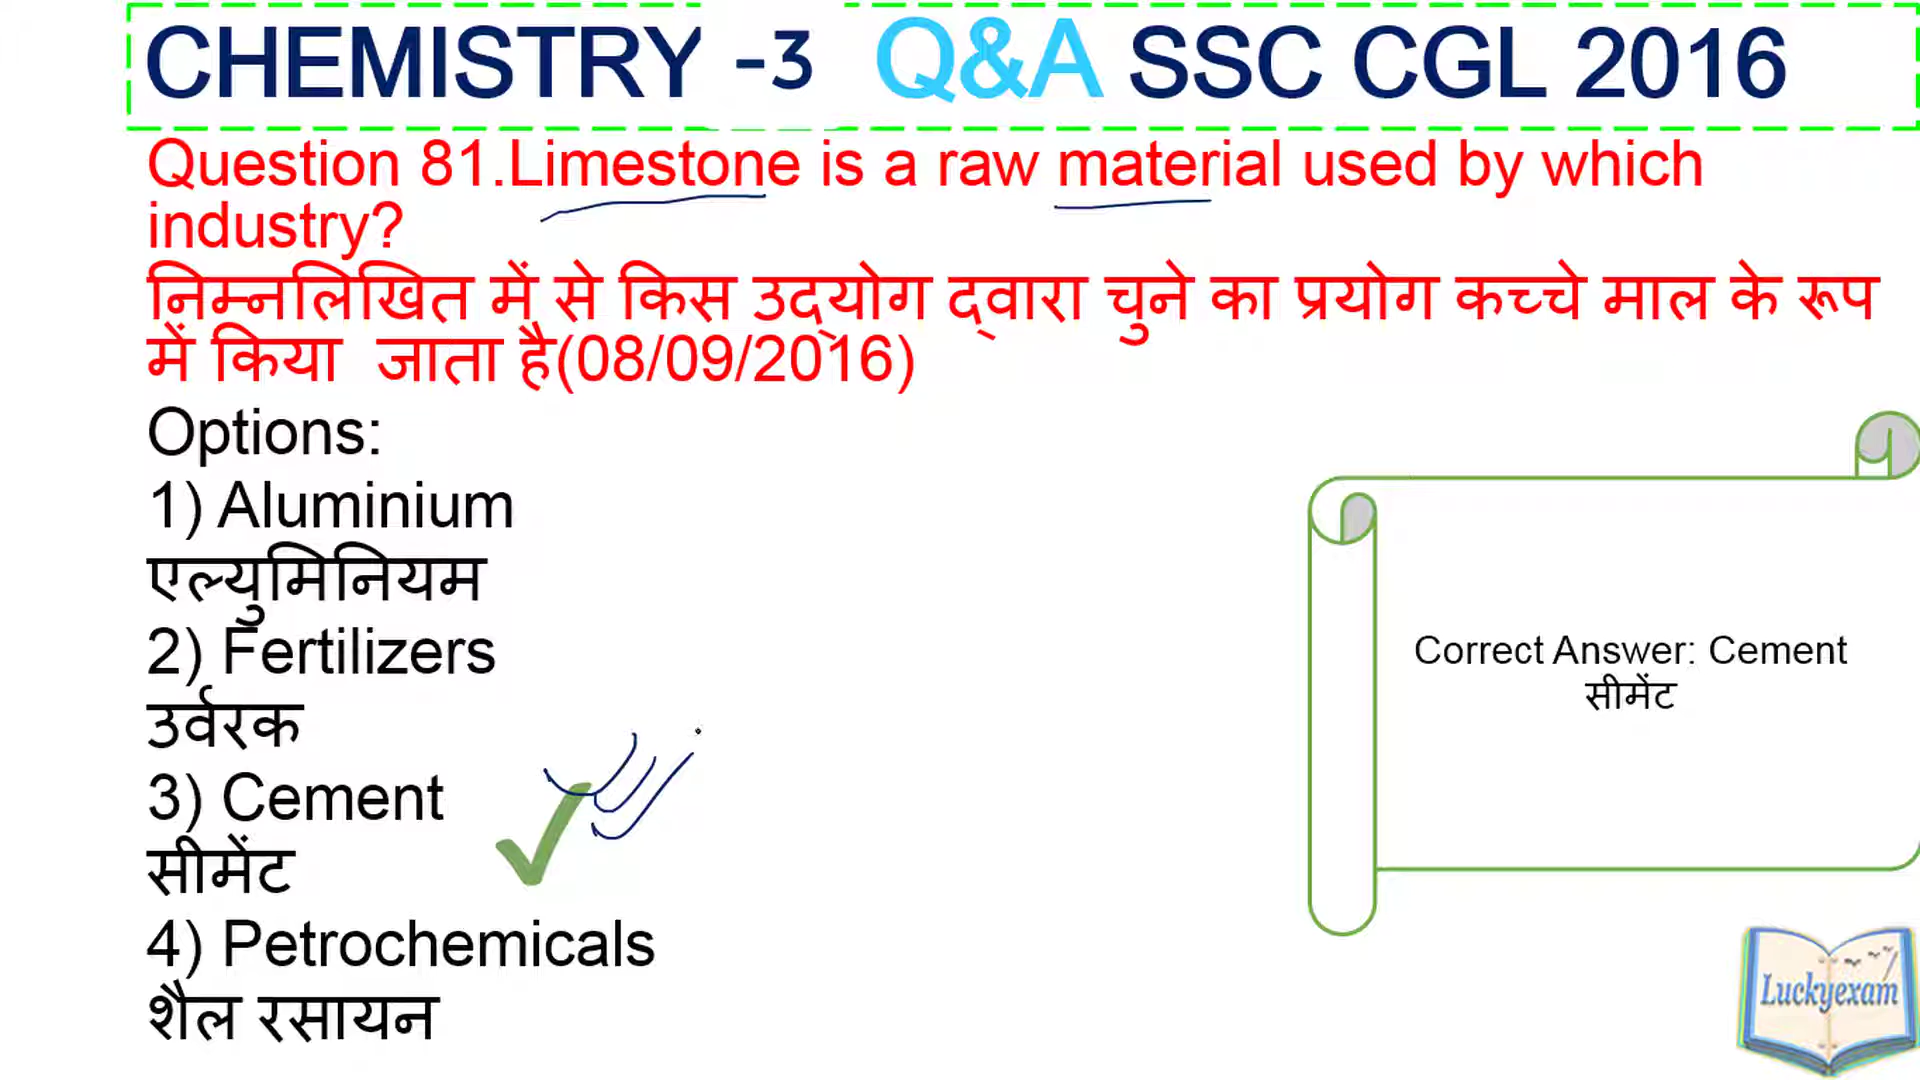 CHEMISTRY -3 Q&A SSC CGL 2016
Question 81.Limestone is a raw material used by which
industry?
निम्नलिखित में से किस उद्योग द्वारा चुने का प्रयोग कच्चे माल के रूप
में किया जाता है(08/09/2016)
Options:
1) Aluminium
एल्युमिनियम
2) Fertilizers
उर्वरक
3) Cement
सीमेंट
4) Petrochemicals
शैल रसायन
Correct Answer: Cement
सीमेंट
Luckyexam